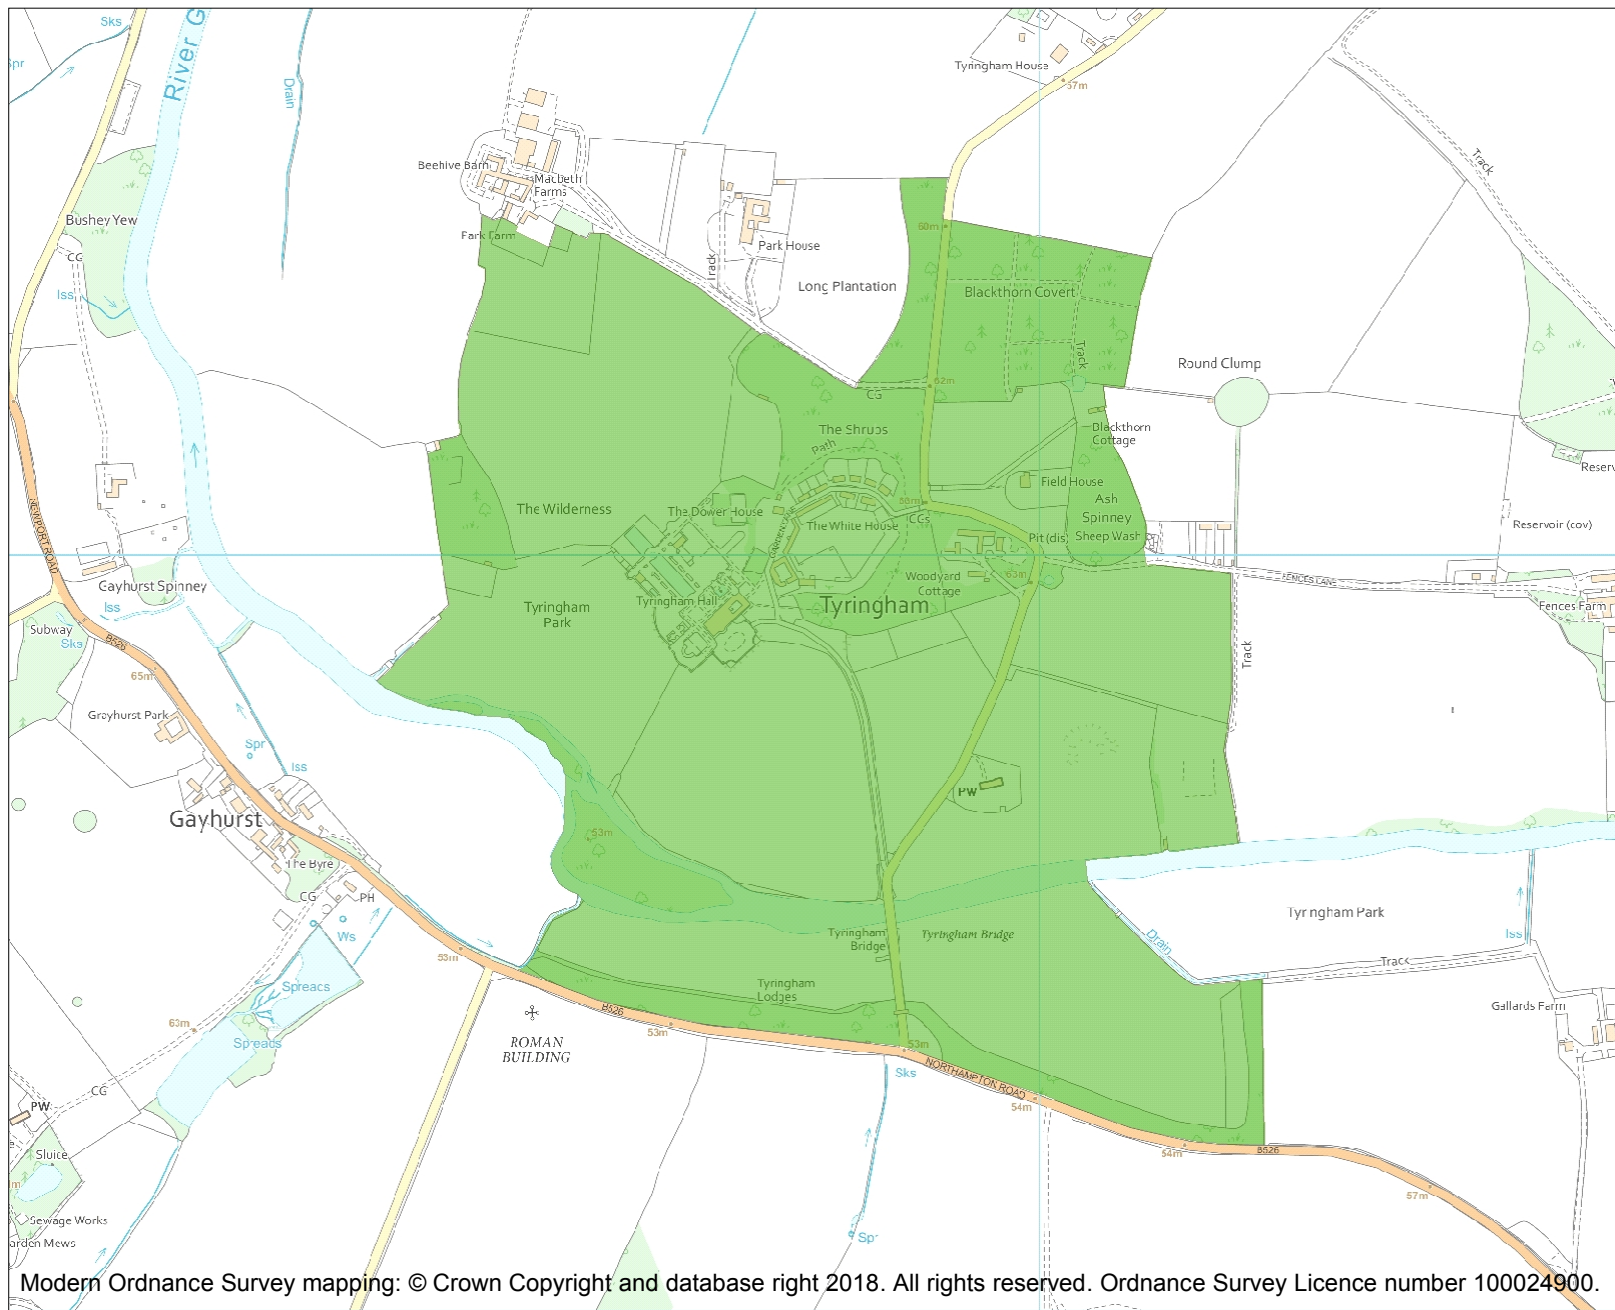 Sks
River G
Drain
Tyringham House
57m
Spr
Track
Beehive Barn
Macbeth
Farms
Bushey Yew
Park Farm
60m
CG
Park House
Track
Long Plantation
Blackthorn Covert
Iss
Track
Round Clump
62m
CG
The Shrubs
Path
Blackthorn
Cottage
Reserv
Field House
The Wilderness
The Dower House
Ash
Spinney
NEWPORT ROAD
The White House
CCs
Reservoir (cov)
Pit (dis)
Sheep Wash
Gayhurst Spinney
Woodyard
Cottage
63m
FENCES LANE
Iss
Tyringham
Park
Tyringham Hall
Tyringham
Fences Farm
Subway
Sks
B526
Track
65m
Grayhurst Park
Spr
Iss
PW
Gayhurst
53m
The Byre
CG
PH
Tyringham Park
Ws
Tyringham
Bridge
Tyringham Bridge
Drain
Iss
53m
Track
Spreads
Tyringham
Lodges
Gallards Farm
B526
63m
53m
ROMAN
BUILDING
Spreads
53m
Sks
NORTHAMPTON ROAD
CG
54m
PW
Sluice
54m
B526
57m
Sewage Works
arden Mews
Spr
Modern Ordnance Survey mapping: © Crown Copyright and database right 2018. All rights reserved. Ordnance Survey Licence number 100024900.